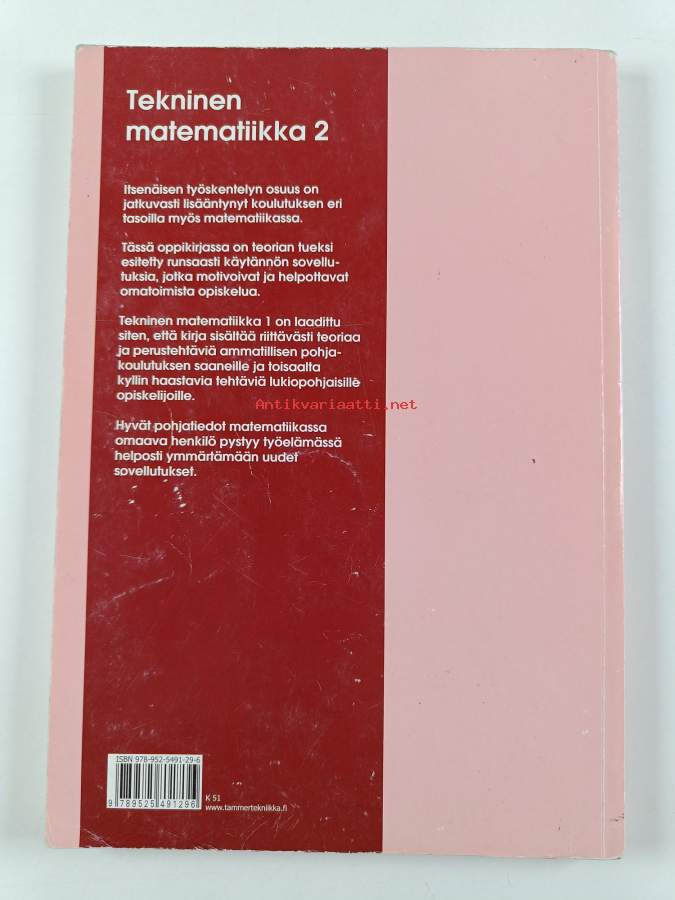 Tekninen
matematiikka 2
Itsenäisen työskentelyn osuus on
jatkuvasti lisääntynyt koulutuksen eri
tasoilla myös matematiikassa.
Tässä oppikirjassa on teorian tueksi
esitetty runsaasti käytännön sovellu-
tuksia, jotka motivoivat ja helpottavat
omatoimista opiskelua.
Tekninen matematiikka 1 on laadittu
siten, että kirja sisältää riittävästi teoriaa
ja perustehtäviä ammatillisen pohja-
koulutuksen saaneille ja toisaalta
kyllin haastavia tehtäviä lukiopohjaisille
opiskelijoille.
Antikvariaatti.net
Hyvät pohjatiedot matematiikassa
omaava henkilö pystyy työelämässä
helposti ymmärtämään uudet
sovellutukset.
ISBN 978-952-5491-29-6
9 789525 491296
K 51
www.tammertekniikka.fi